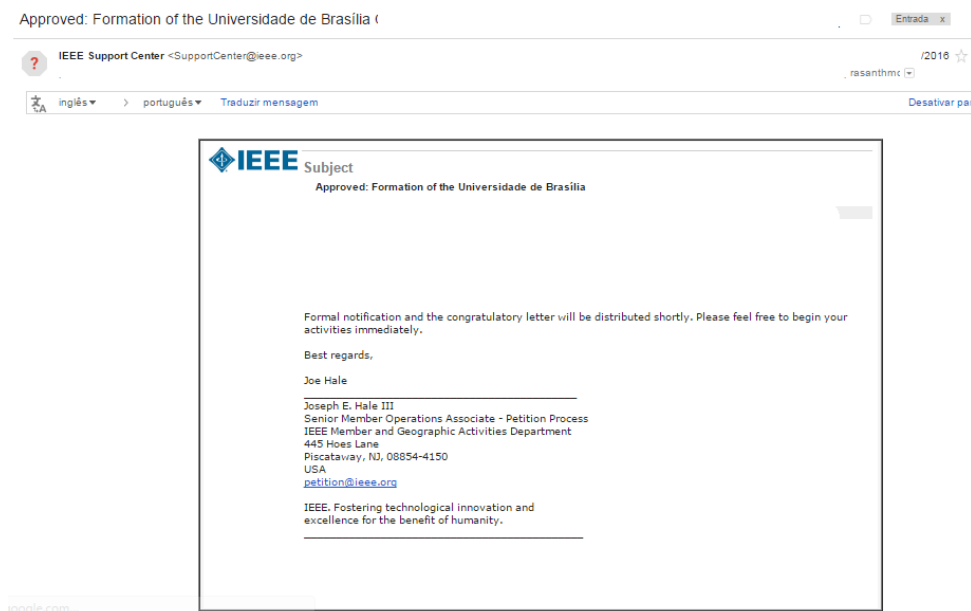 Approved: Formation of the Universidade de Brasília (
Entrada x
?
IEEE Support Center <SupportCenter@ieee.org>
/2016
rasanthmc
inglês > português Traduzir mensagem
Desativar par
IEEE Subject
Approved: Formation of the Universidade de Brasília
Formal notification and the congratulatory letter will be distributed shortly. Please feel free to begin your
activities immediately.
Best regards,
Joe Hale
Joseph E. Hale III
Senior Member Operations Associate - Petition Process
IEEE Member and Geographic Activities Department
445 Hoes Lane
Piscataway, NJ, 08854-4150
USA
petition@ieee.org
IEEE. Fostering technological innovation and
excellence for the benefit of humanity.